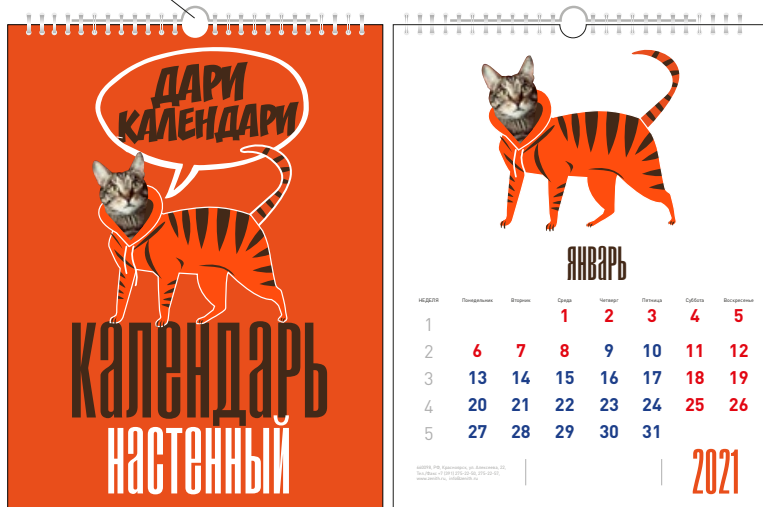 ДАРИ
КАЛЕНДАРИ
КАЛЕНДАРЬ
НАСТЕННЫЙ
ЯНВАРЬ
НЕДЕЛЯ Понедельник Вторник Среда Четверг Пятница Суббота Воскресенье
1 1 2 3 4 5
2 6 7 8 9 10 11 12
3 13 14 15 16 17 18 19
4 20 21 22 23 24 25 26
5 27 28 29 30 31
2021